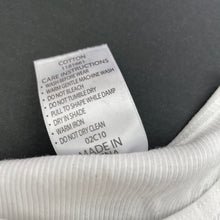 COTTON
CARE INSTRUCTIONS
• WASH BEFORE WEAR
• WARM GENTLE MACHINE WASH
• DO NOT BLEACH
• DO NOT TUMBLE DRY
• PULL TO SHAPE WHILE DAMP
• DRY IN SHADE
• WARM IRON
• DO NOT DRY CLEAN
02C10
MADE IN